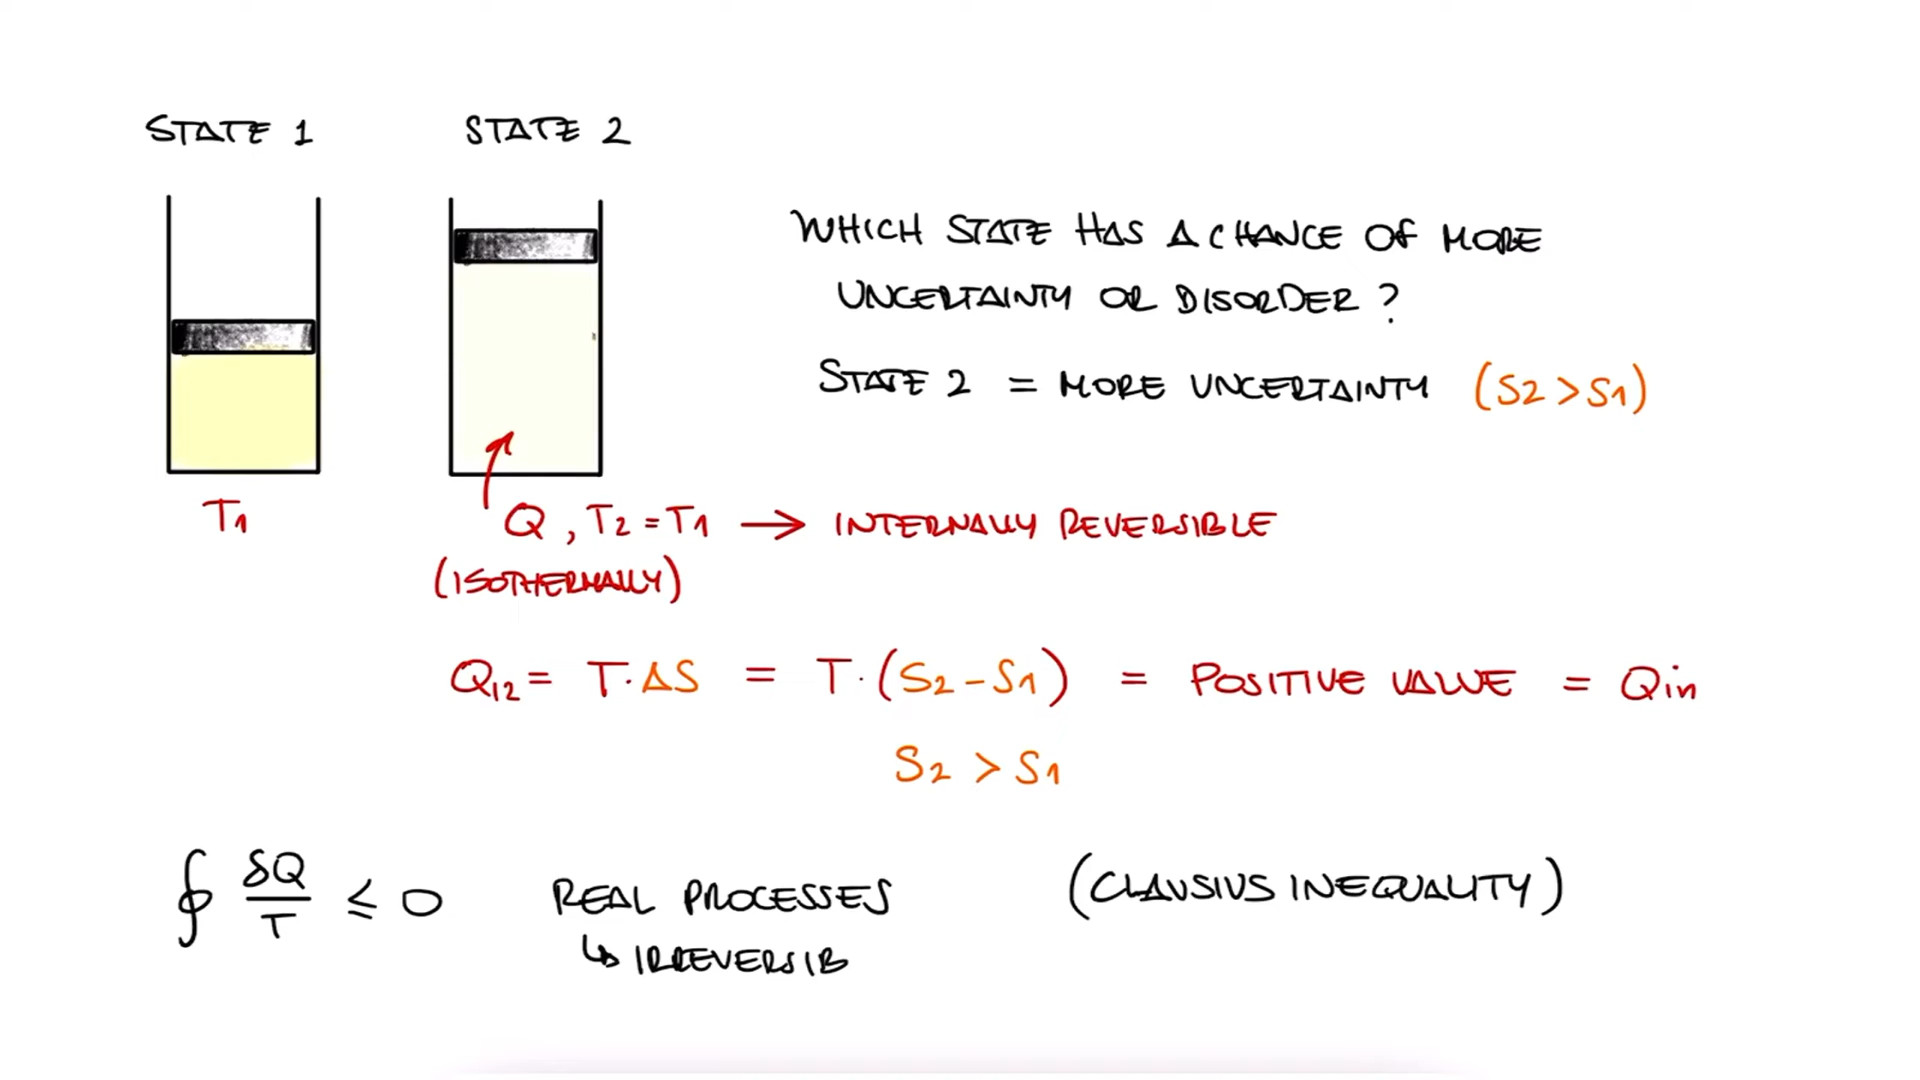 STATE 1
STATE 2
WHICH STATE HAS A CHANCE OF MORE
UNCERTAINTY OR DISORDER?
STATE 2 = MORE UNCERTAINTY (S2 > S1)
T1
Q, T2 = T1 → INTERNALLY REVERSIBLE
(ISOTHERMALLY)
Q12 = T · ΔS = T · (S2 - S1) = POSITIVE VALUE = Qin
S2 > S1
∮ δQ/T ≤ 0 REAL PROCESSES (CLAUSIUS INEQUALITY)
↳ IRREVERSIB